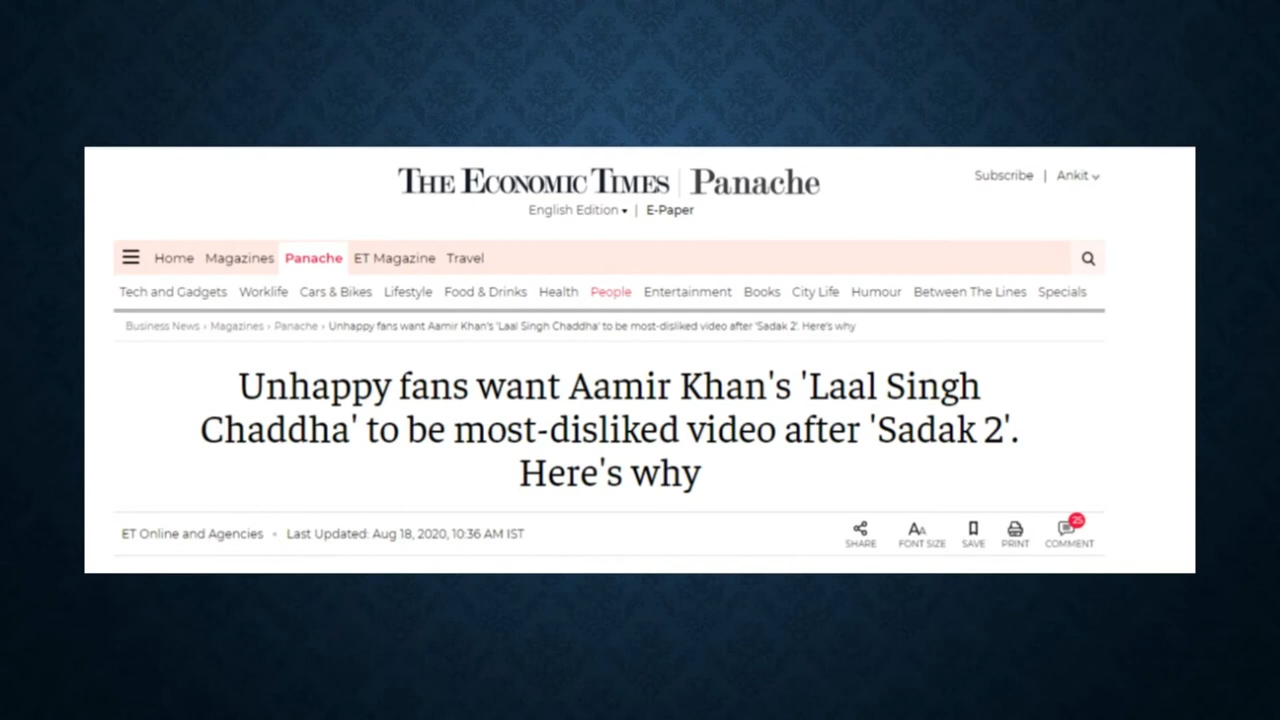 THE ECONOMIC TIMES | Panache
Subscribe | Ankit
English Edition | E-Paper
Home Magazines Panache ET Magazine Travel
Tech and Gadgets Worklife Cars & Bikes Lifestyle Food & Drinks Health People Entertainment Books City Life Humour Between The Lines Specials
Business News › Magazines › Panache › Unhappy fans want Aamir Khan's 'Laal Singh Chaddha' to be most-disliked video after 'Sadak 2'. Here's why
Unhappy fans want Aamir Khan's 'Laal Singh
Chaddha' to be most-disliked video after 'Sadak 2'.
Here's why
ET Online and Agencies • Last Updated: Aug 18, 2020, 10:36 AM IST
25
SHARE FONT SIZE SAVE PRINT COMMENT